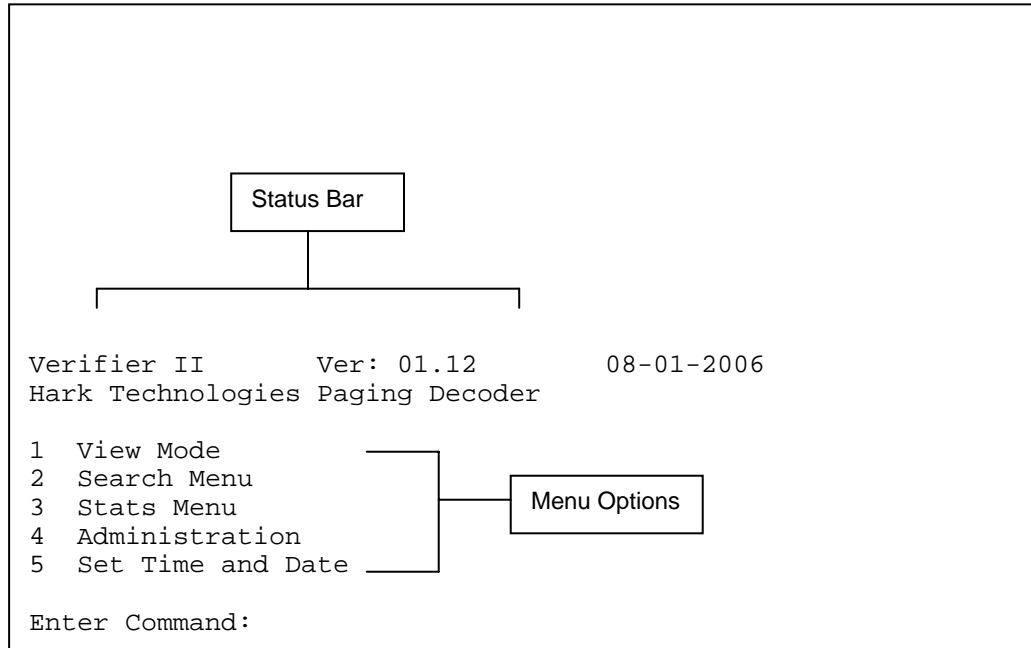 Status Bar
Verifier II Ver: 01.12 08-01-2006
Hark Technologies Paging Decoder
1 View Mode
2 Search Menu
3 Stats Menu
Menu Options
4 Administration
5 Set Time and Date
Enter Command: